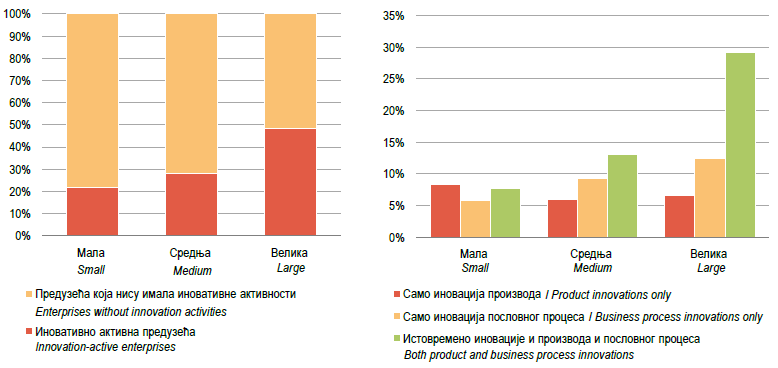 100%
90%
80%
70%
60%
50%
40%
30%
20%
10%
0%
Мала
Small
Средња
Medium
Велика
Large
Предузећа која нису имала иновативне активности
Enterprises without innovation activities
Иновативно активна предузећа
Innovation-active enterprises
35%
30%
25%
20%
15%
10%
5%
0%
Мала
Small
Средња
Medium
Велика
Large
Само иновација производа / Product innovations only
Само иновација пословног процеса / Business process innovations only
Истовремено иновације и производа и пословног процеса
Both product and business process innovations